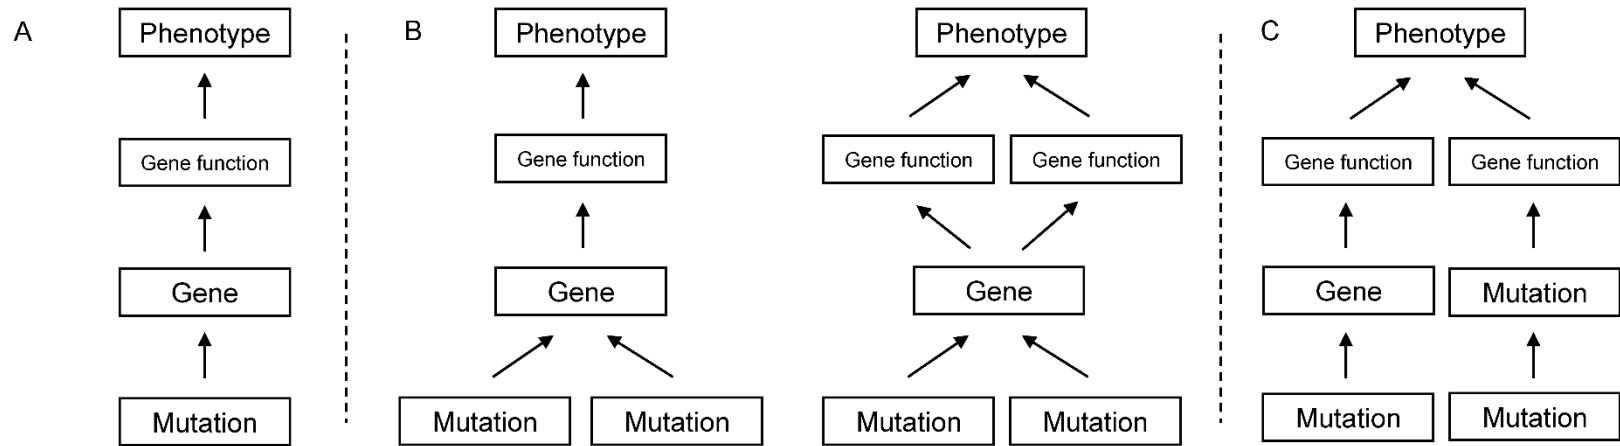 A
Phenotype
Gene function
Gene
Mutation
B
Phenotype
Gene function
Gene
Mutation Mutation
Phenotype
Gene function Gene function
Gene
Mutation Mutation
C
Phenotype
Gene function Gene function
Gene Mutation
Mutation Mutation